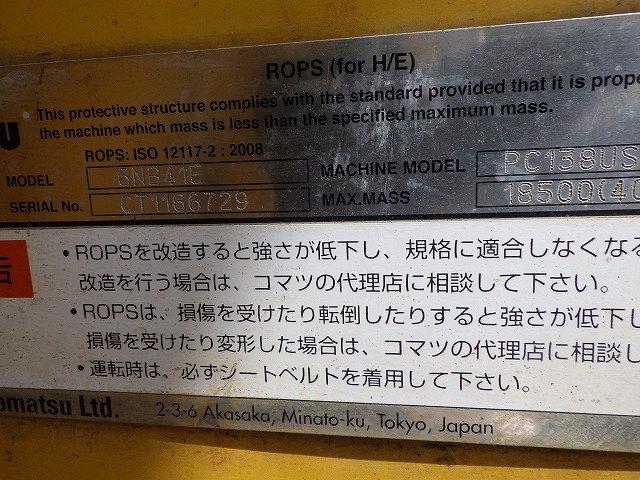 ROPS (for H/E)
This protective structure complies with the standard provided that it is
the machine which mass is less than the specified maximum mass.
ROPS: ISO 12117-2 : 2008
MODEL 6NB41E MACHINE MODEL PC138US
SERIAL No. CT1166729 MAX.MASS 18500(40
・ROPSを改造すると強さが低下し、規格に適合しなくなる
改造を行う場合は、コマツの代理店に相談して下さい。
・ROPSは、損傷を受けたり転倒したりすると強さが低下し
損傷を受けたり変形した場合は、コマツの代理店に相談し
・運転時は、必ずシートベルトを着用して下さい。
omatsu Ltd. 2-3-6 Akasaka, Minato-ku, Tokyo, Japan